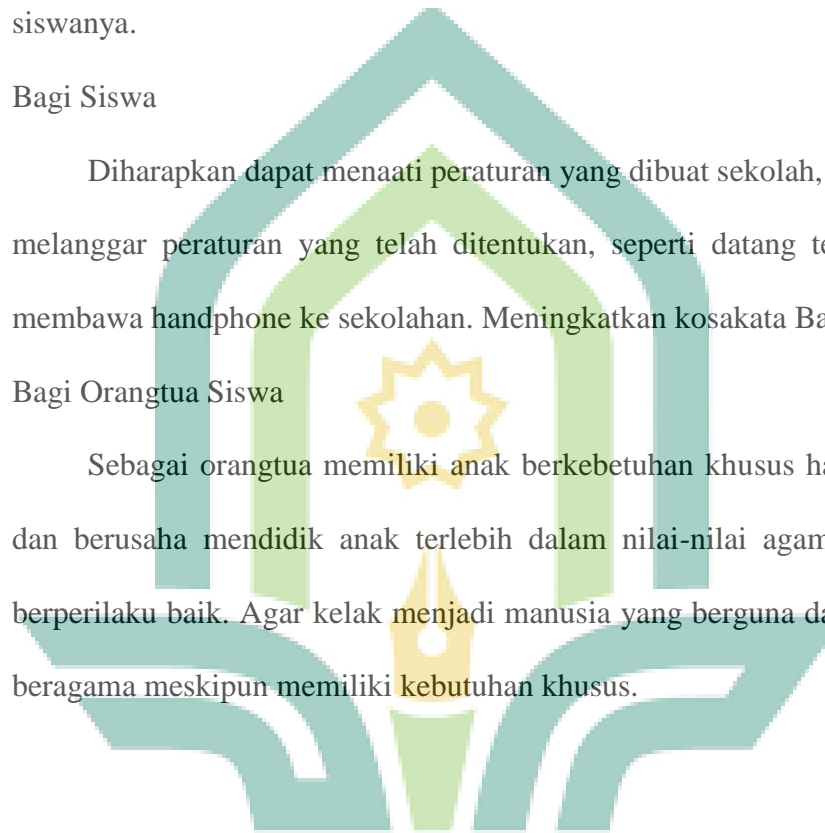 siswanya.
Bagi Siswa
Diharapkan dapat menaati peraturan yang dibuat sekolah,
melanggar peraturan yang telah ditentukan, seperti datang
membawa handphone ke sekolahan. Meningkatkan kosakata
Bagi Orangtua Siswa
Sebagai orangtua memiliki anak berkebetuhan khusus
dan berusaha mendidik anak terlebih dalam nilai-nilai
berperilaku baik. Agar kelak menjadi manusia yang berguna
beragama meskipun memiliki kebutuhan khusus.